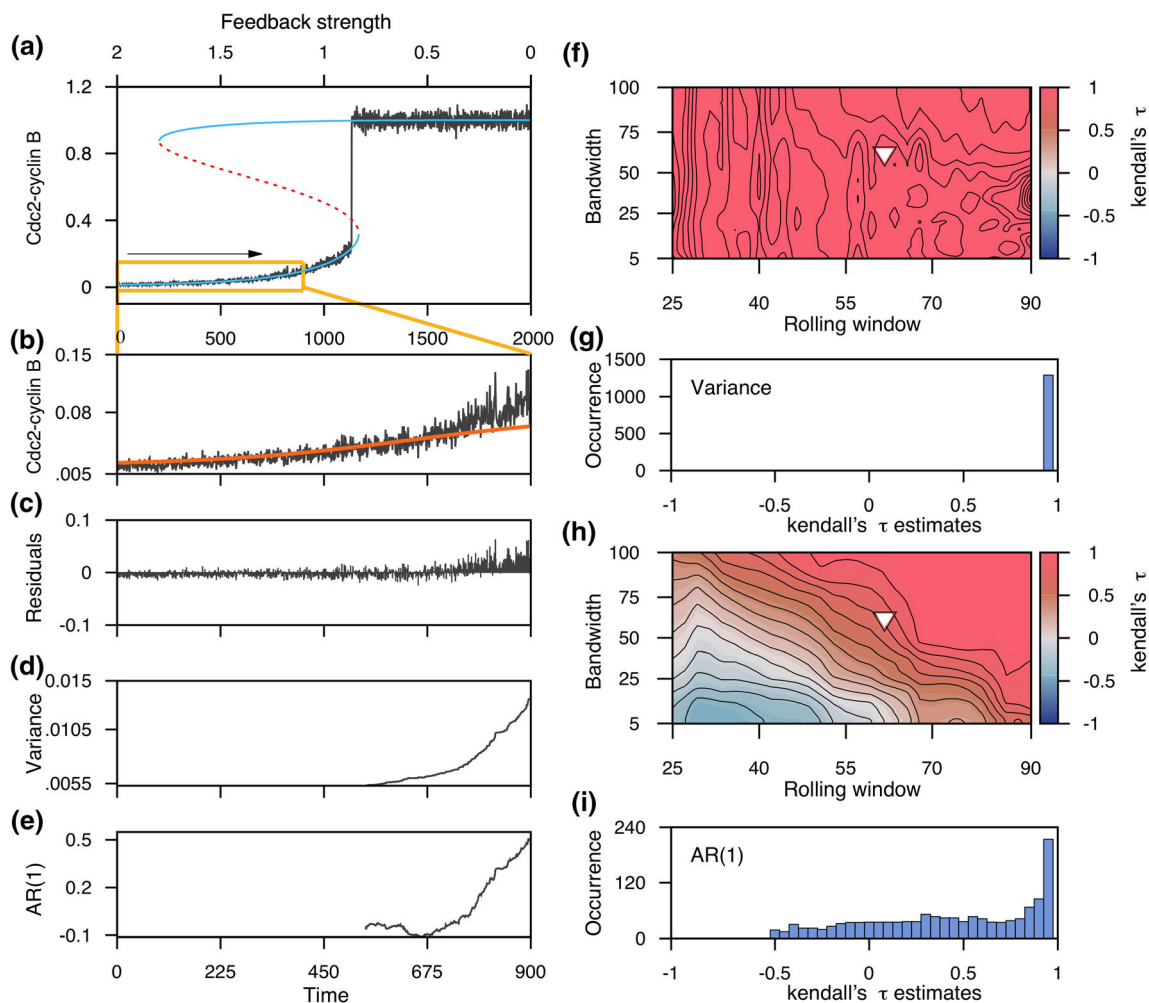 Feedback strength
(a)
2 1.5 1 0.5 0
1.2
0.8
0.4
0
Cdc2-cyclin B
0 500 1000 1500 2000
(b)
0.15
0.08
.005
Cdc2-cyclin B
(c)
0.1
0
-0.1
Residuals
(d)
0.015
.0105
.0055
Variance
(e)
0.5
0.2
-0.1
AR(1)
0 225 450 675 900
Time
(f)
100
75
50
25
5
Bandwidth
25 40 55 70 90
Rolling window
1
0.5
0
-0.5
-1
kendall's τ
(g)
1500
1000
500
0
Occurrence
Variance
-1 -0.5 0 0.5 1
kendall's τ estimates
(h)
100
75
50
25
5
Bandwidth
25 40 55 70 90
Rolling window
1
0.5
0
-0.5
-1
kendall's τ
(i)
240
120
0
Occurrence
AR(1)
-1 -0.5 0 0.5 1
kendall's τ estimates